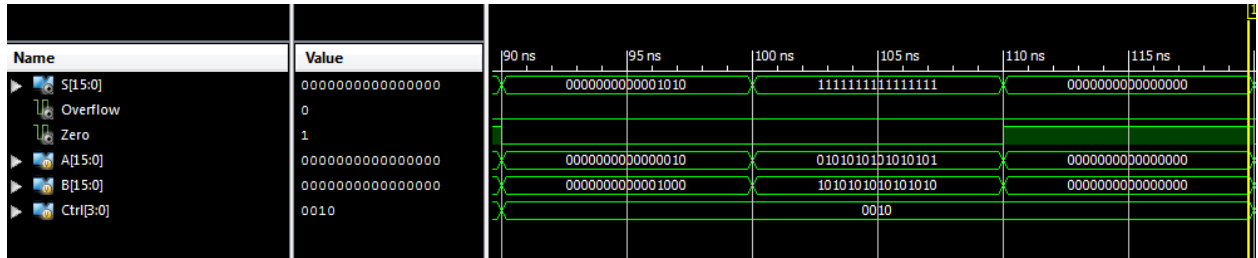 1
Name Value 90 ns 95 ns 100 ns 105 ns 110 ns 115 ns
S[15:0] 0000000000000000 0000000000001010 1111111111111111 0000000000000000
Overflow 0
Zero 1
A[15:0] 0000000000000000 0000000000000010 0101010101010101 0000000000000000
B[15:0] 0000000000000000 0000000000001000 1010101010101010 0000000000000000
Ctrl[3:0] 0010 0010